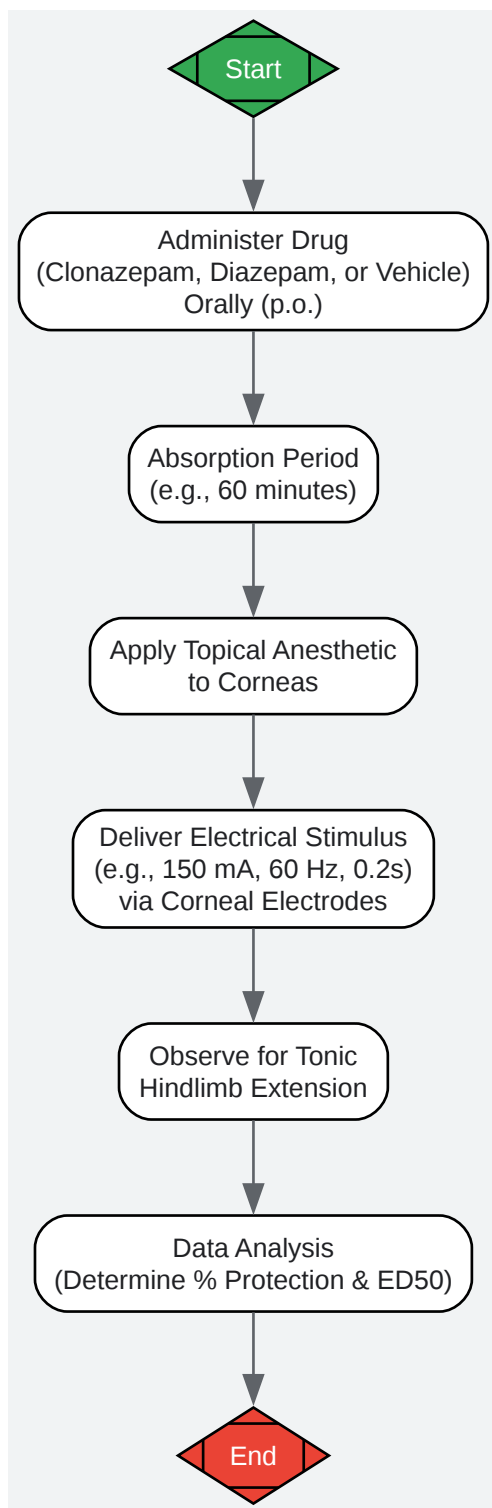 Start
Administer Drug
(Clonazepam, Diazepam, or Vehicle)
Orally (p.o.)
Absorption Period
(e.g., 60 minutes)
Apply Topical Anesthetic
to Corneas
Deliver Electrical Stimulus
(e.g., 150 mA, 60 Hz, 0.2s)
via Corneal Electrodes
Observe for Tonic
Hindlimb Extension
Data Analysis
(Determine % Protection & ED50)
End